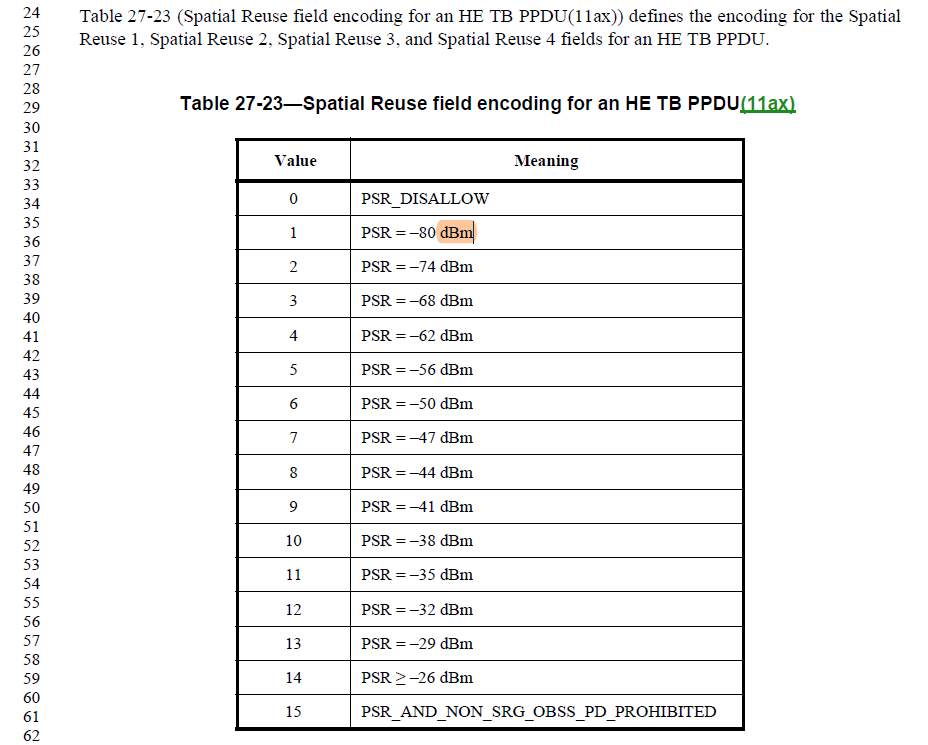 24
25
26
27
28
29
30
31
32
33
34
35
36
37
38
39
40
41
42
43
44
45
46
47
48
49
50
51
52
53
54
55
56
57
58
59
60
61
62
Table 27-23 (Spatial Reuse field encoding for an HE TB PPDU(11ax)) defines the encoding for the Spatial
Reuse 1, Spatial Reuse 2, Spatial Reuse 3, and Spatial Reuse 4 fields for an HE TB PPDU.
Table 27-23—Spatial Reuse field encoding for an HE TB PPDU(11ax)
Value Meaning
0 PSR_DISALLOW
1 PSR = –80 dBm
2 PSR = –74 dBm
3 PSR = –68 dBm
4 PSR = –62 dBm
5 PSR = –56 dBm
6 PSR = –50 dBm
7 PSR = –47 dBm
8 PSR = –44 dBm
9 PSR = –41 dBm
10 PSR = –38 dBm
11 PSR = –35 dBm
12 PSR = –32 dBm
13 PSR = –29 dBm
14 PSR ≥ –26 dBm
15 PSR_AND_NON_SRG_OBSS_PD_PROHIBITED